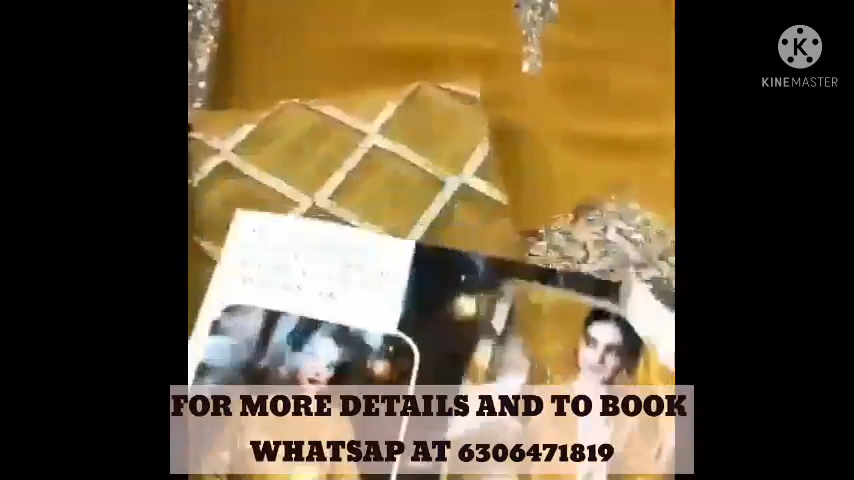 KINEMASTER
FOR MORE DETAILS AND TO BOOK
WHATSAP AT 6306471819